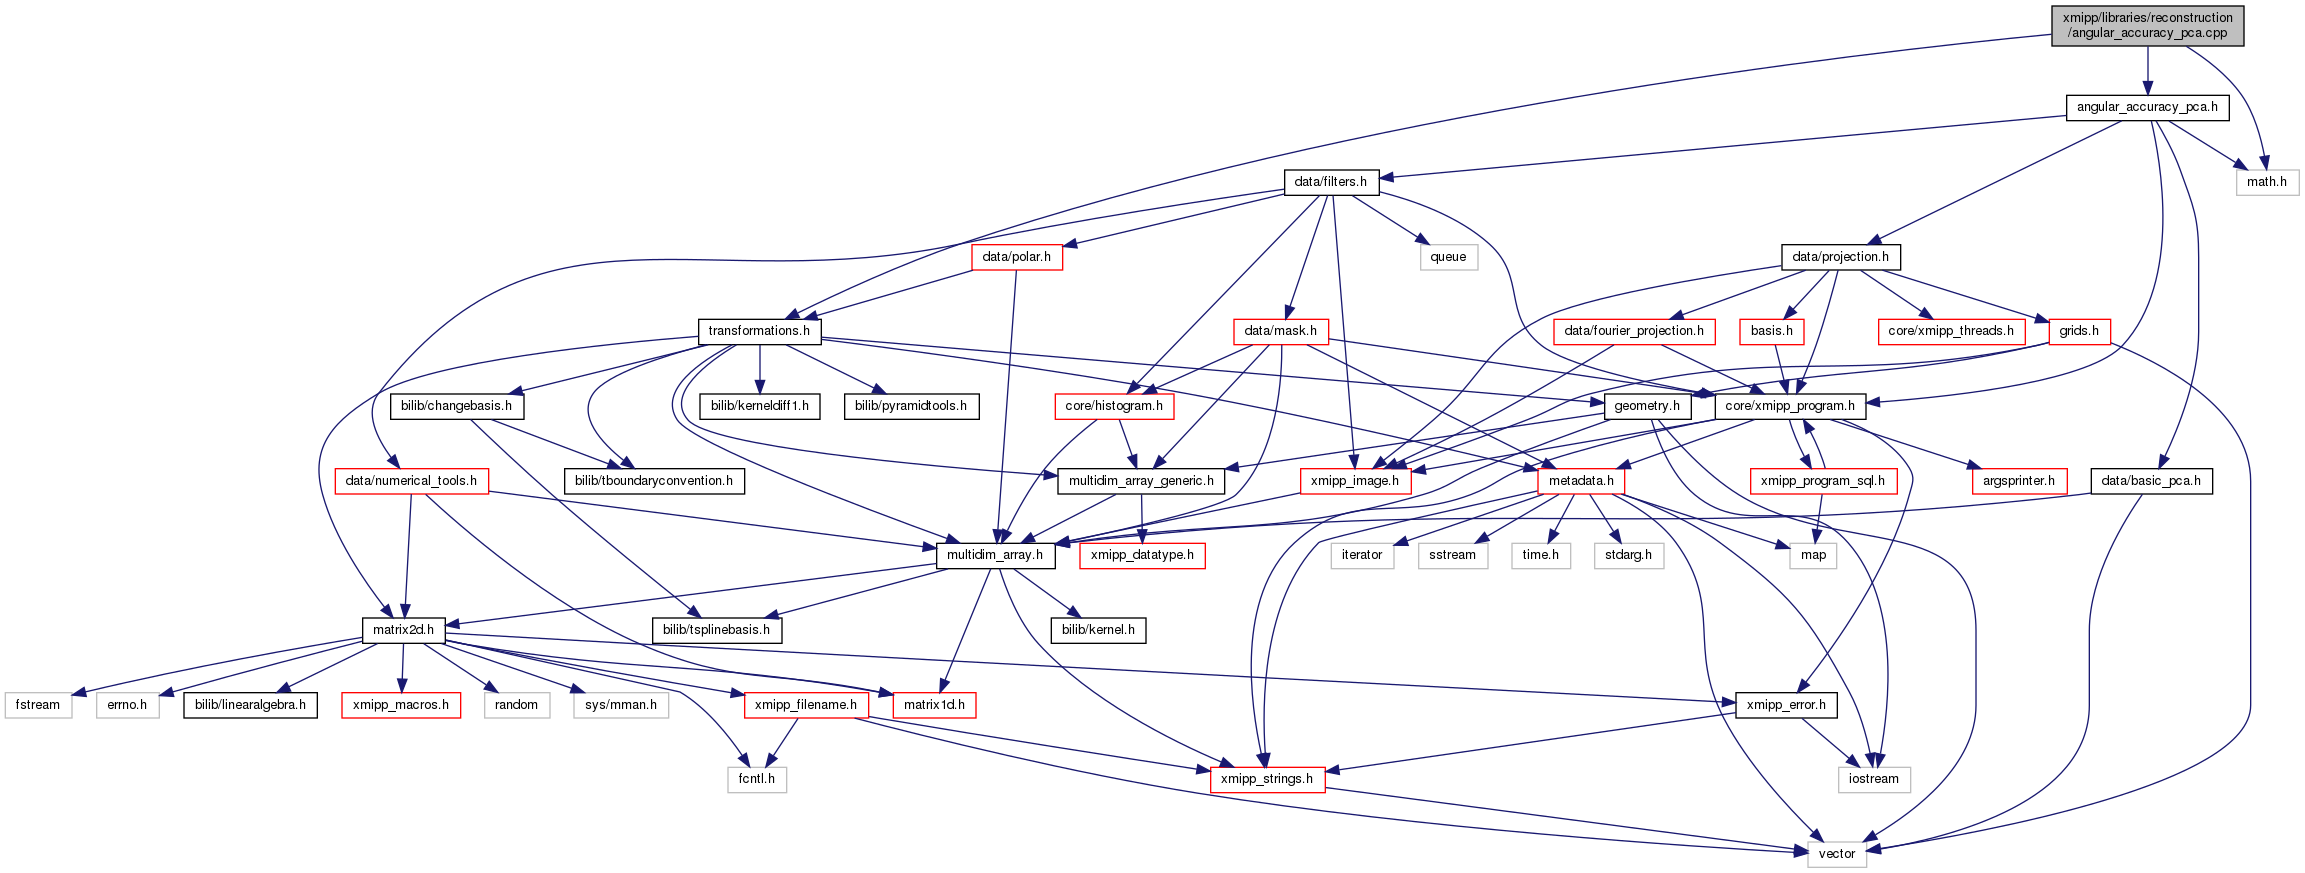 xmipp/libraries/reconstruction
/angular_accuracy_pca.cpp
angular_accuracy_pca.h
data/filters.h
math.h
data/polar.h
queue
data/projection.h
transformations.h
data/mask.h
data/fourier_projection.h
basis.h
core/xmipp_threads.h
grids.h
bilib/changebasis.h
bilib/kerneldiff1.h
bilib/pyramidtools.h
core/histogram.h
geometry.h
core/xmipp_program.h
data/numerical_tools.h
bilib/tboundaryconvention.h
multidim_array_generic.h
xmipp_image.h
metadata.h
xmipp_program_sql.h
argsprinter.h
data/basic_pca.h
multidim_array.h
xmipp_datatype.h
iterator
sstream
time.h
stdarg.h
map
matrix2d.h
bilib/tsplinebasis.h
bilib/kernel.h
fstream
errno.h
bilib/linearalgebra.h
xmipp_macros.h
random
sys/mman.h
xmipp_filename.h
matrix1d.h
xmipp_error.h
fcntl.h
xmipp_strings.h
iostream
vector